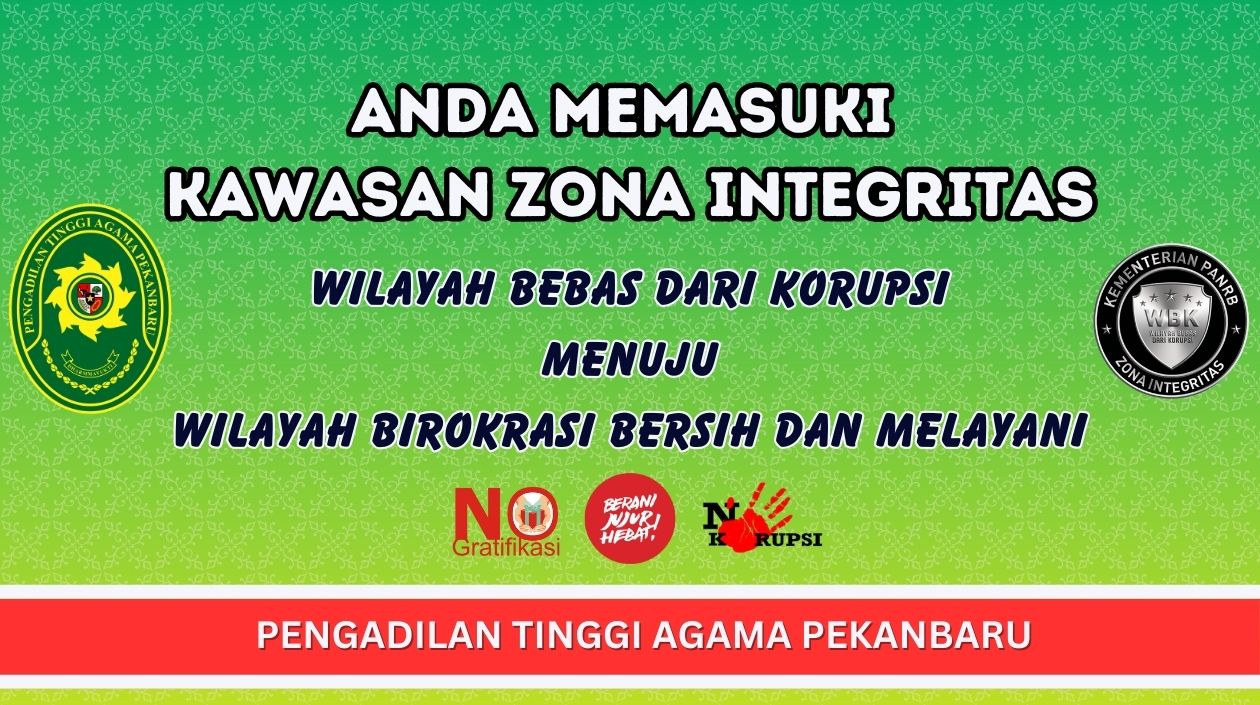 ANDA MEMASUKI
KAWASAN ZONA INTEGRITAS
PENGADILAN TINGGI AGAMA PEKANBARU
DHARMMAYUKTI
WILAYAH BEBAS DARI KORUPSI
MENUJU
WILAYAH BIROKRASI BERSIH DAN MELAYANI
KEMENTERIAN PANRB
WBK
WILAYAH BEBAS
DARI KORUPSI
ZONA INTEGRITAS
NO
Gratifikasi
BERANI
JUJUR
HEBAT!
NO
KORUPSI
PENGADILAN TINGGI AGAMA PEKANBARU